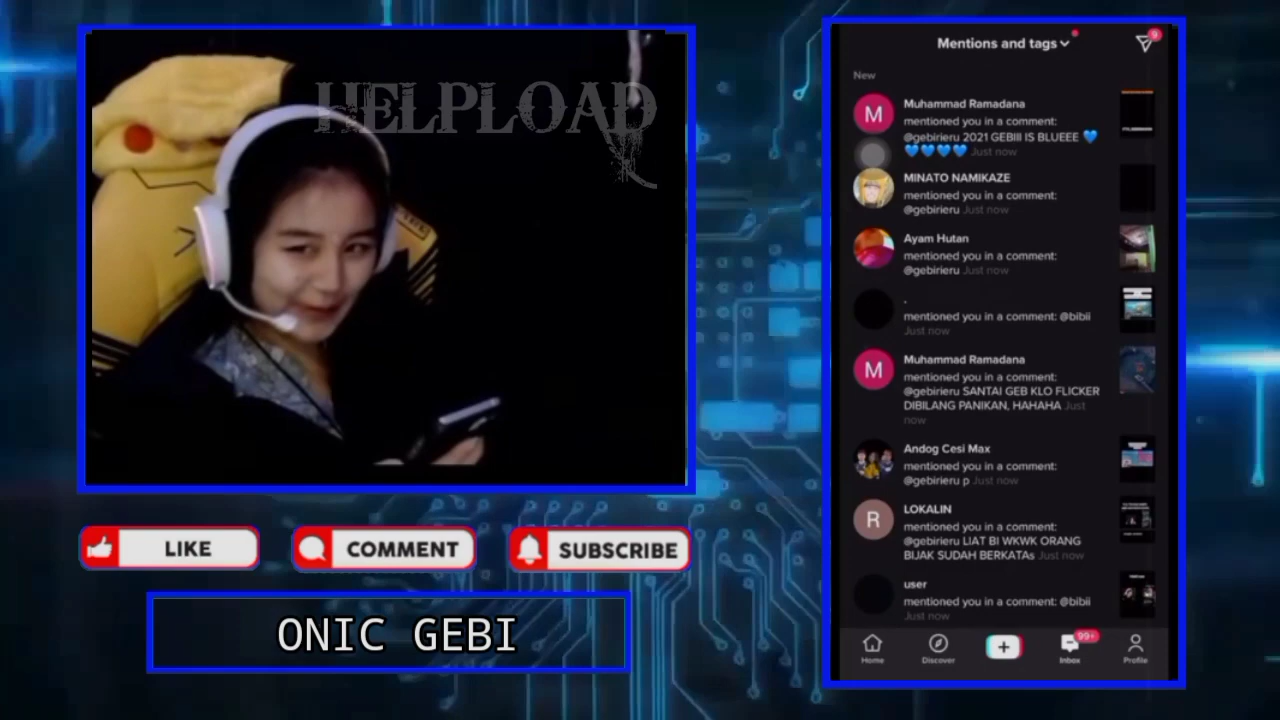 HELPLOAD
LIKE
COMMENT
SUBSCRIBE
ONIC GEBI
Mentions and tags
9
New
M
Muhammad Ramadana
mentioned you in a comment:
@gebirieru 2021 GEBIII IS BLUEEE 💙
💙💙💙💙 Just now
MINATO NAMIKAZE
mentioned you in a comment:
@gebirieru Just now
Ayam Hutan
mentioned you in a comment:
@gebirieru Just now
.
mentioned you in a comment: @bibii
Just now
M
Muhammad Ramadana
mentioned you in a comment:
@gebirieru SANTAI GEB KLO FLICKER
DIBILANG PANIKAN, HAHAHA Just
now
Andog Cesi Max
mentioned you in a comment:
@gebirieru p Just now
R
LOKALIN
mentioned you in a comment:
@gebirieru LIAT BI WKWK ORANG
BIJAK SUDAH BERKATAs Just now
user
mentioned you in a comment: @bibii
Just now
99+
Home
Discover
Inbox
Profile